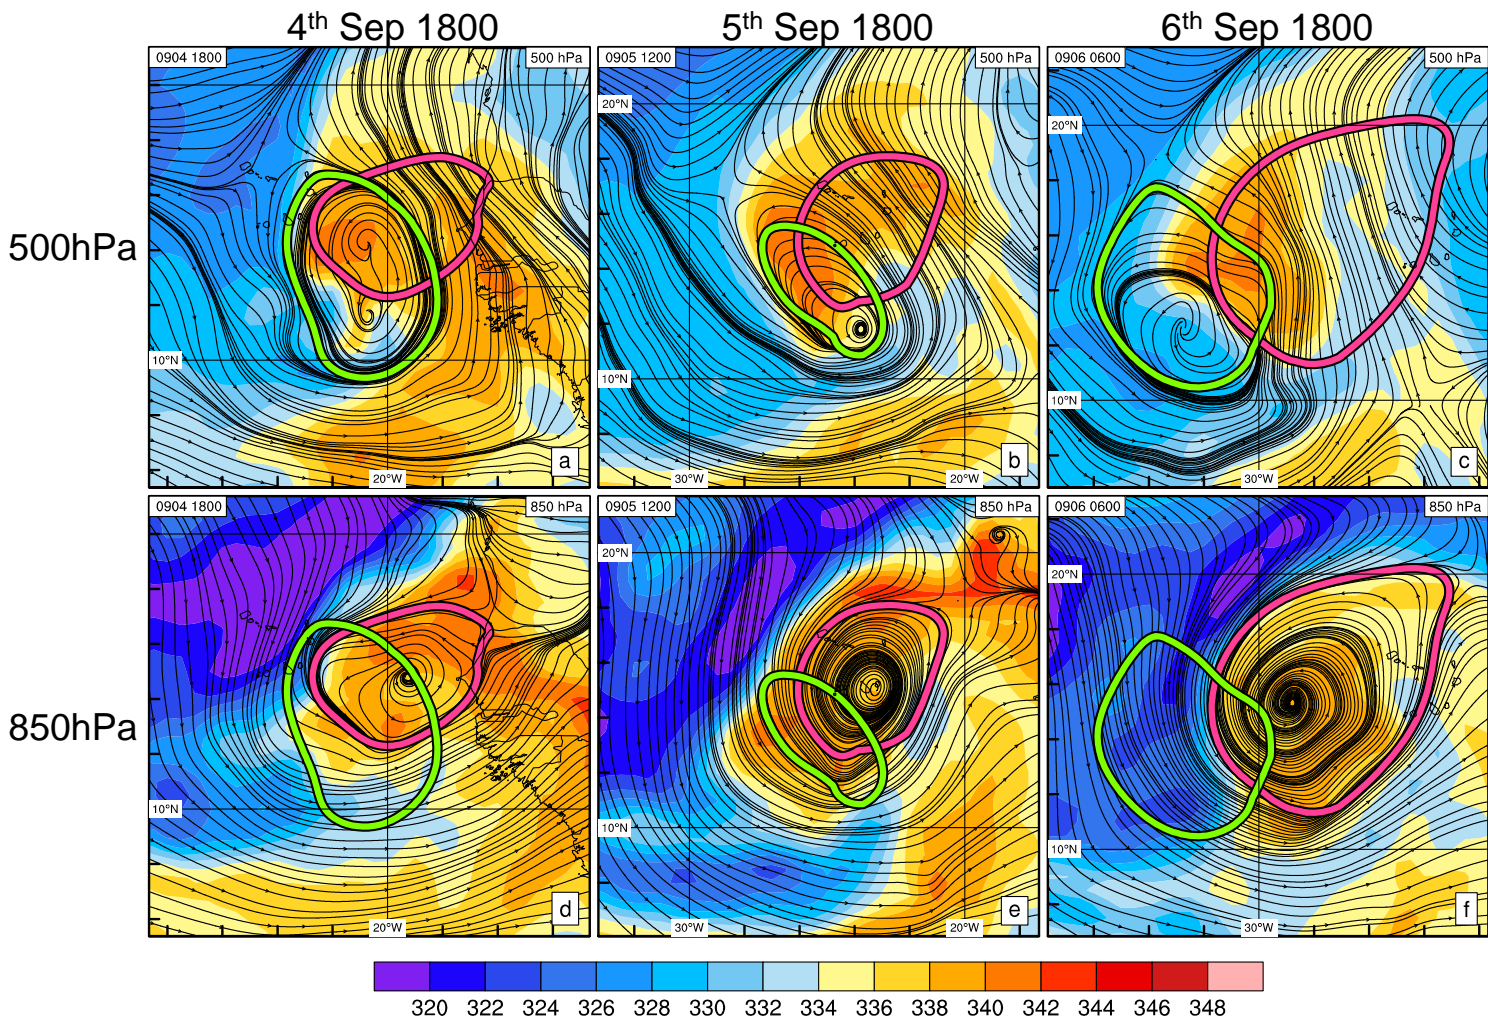 4th Sep 1800 5th Sep 1800 6th Sep 1800
500hPa
0904 1800 500 hPa
10°N
20°W
a
0905 1200 500 hPa
20°N
10°N
30°W 20°W
b
0906 0600 500 hPa
20°N
10°N
30°W
c
850hPa
0904 1800 850 hPa
10°N
20°W
d
0905 1200 850 hPa
20°N
10°N
30°W 20°W
e
0906 0600 850 hPa
20°N
10°N
30°W
f
320 322 324 326 328 330 332 334 336 338 340 342 344 346 348